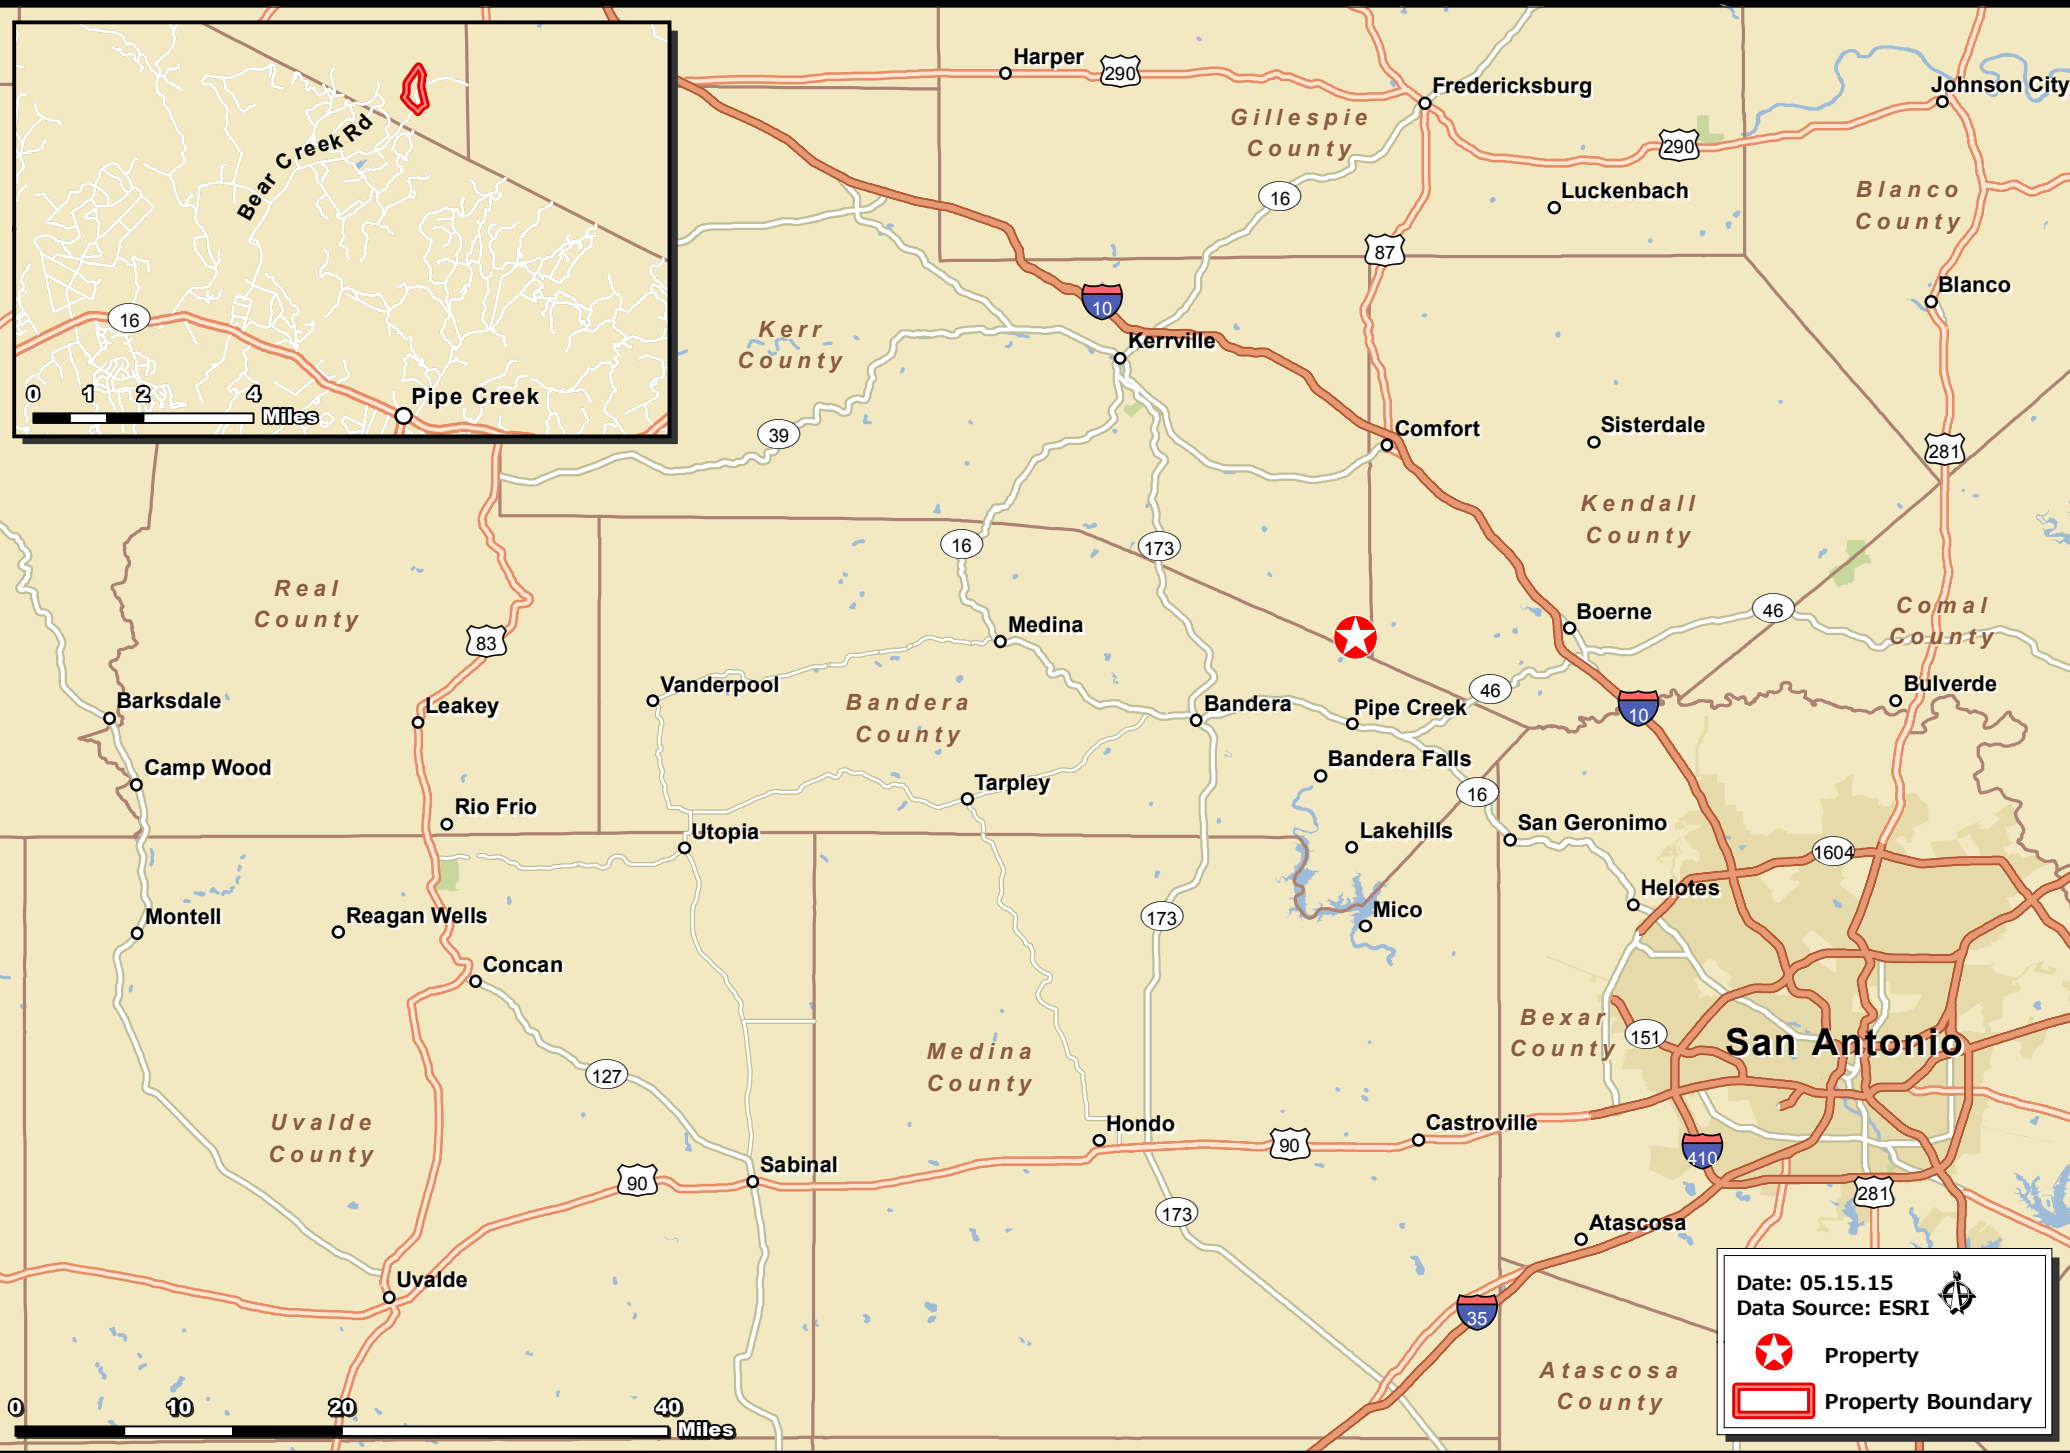 Bear Creek Rd
16
Pipe Creek
0 1 2 4
Miles
Harper
290
Fredericksburg
Johnson City
Gillespie
County
290
16
Luckenbach
Blanco
County
87
Blanco
10
Kerr
County
Kerrville
39
Comfort
Sisterdale
281
Kendall
County
16
173
Real
County
83
Medina
Boerne
46
Comal
County
Barksdale
Leakey
Vanderpool
Bandera
County
Bandera
Pipe Creek
46
10
Bulverde
Camp Wood
Rio Frio
Tarpley
Bandera Falls
16
Utopia
Lakehills
San Geronimo
1604
Helotes
Montell
Reagan Wells
173
Mico
Concan
Bexar
County
151
San Antonio
Medina
County
127
Uvalde
County
Hondo
90
Castroville
410
Sabinal
90
281
173
Atascosa
Uvalde
35
Atascosa
County
0 10 20 40
Miles
Date: 05.15.15
Data Source: ESRI
Property
Property Boundary